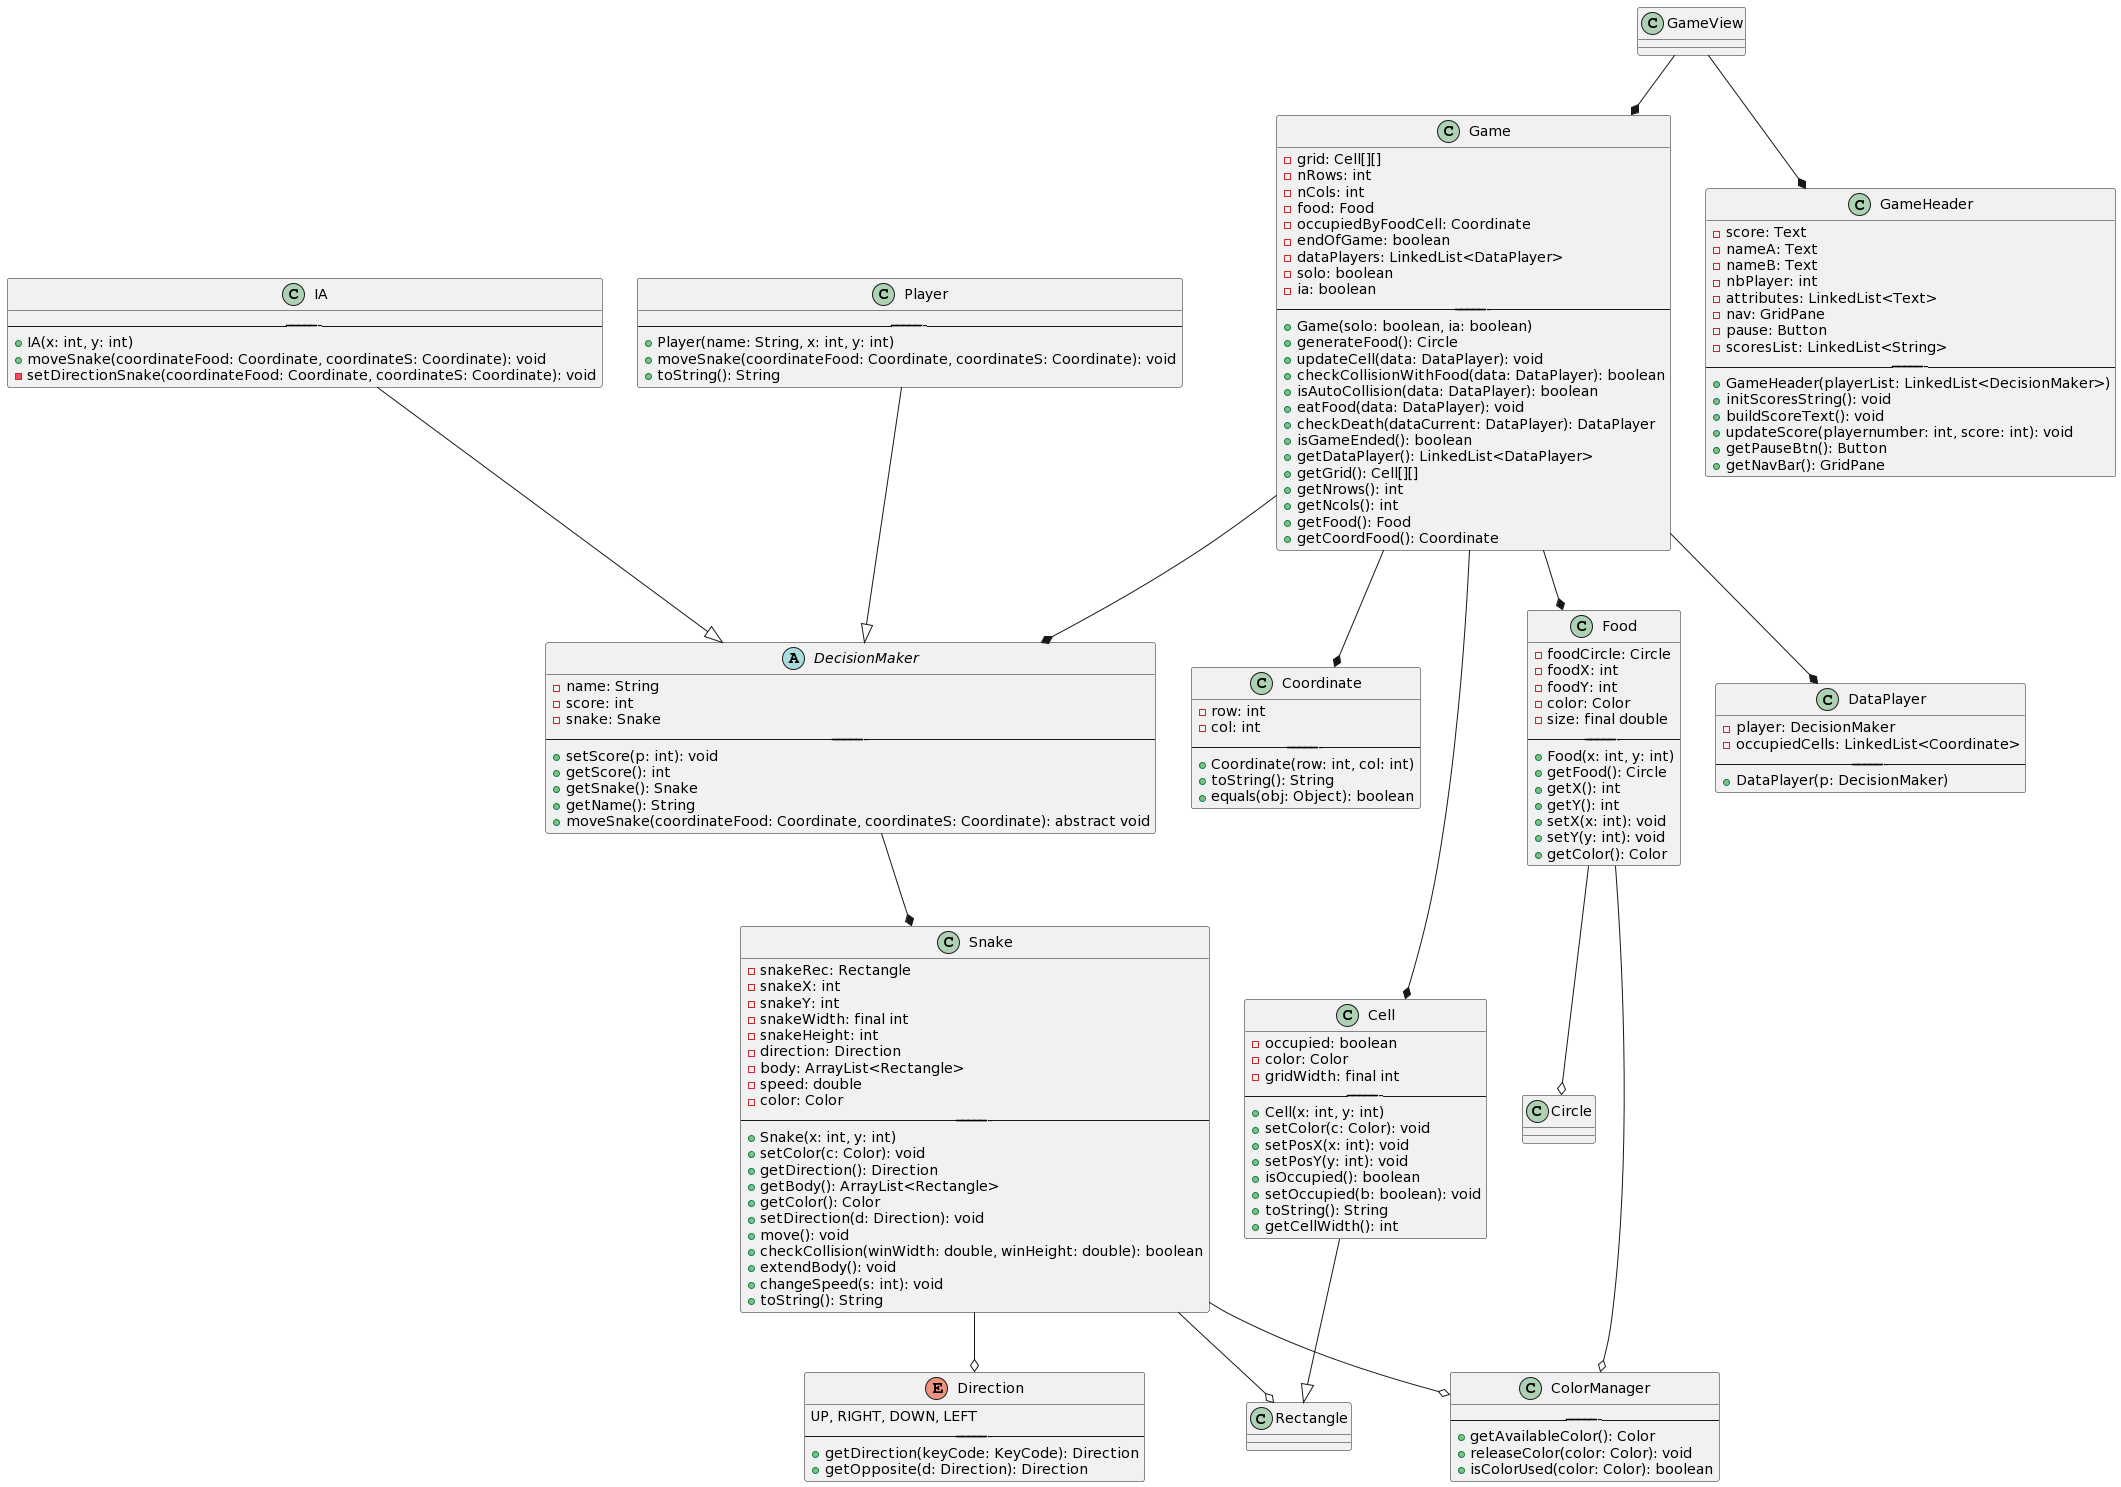 C GameView
C Game
grid: Cell[][]
nRows: int
nCols: int
food: Food
occupiedByFoodCell: Coordinate
endOfGame: boolean
dataPlayers: LinkedList<DataPlayer>
solo: boolean
ia: boolean
Game(solo: boolean, ia: boolean)
generateFood(): Circle
updateCell(data: DataPlayer): void
checkCollisionWithFood(data: DataPlayer): boolean
isAutoCollision(data: DataPlayer): boolean
eatFood(data: DataPlayer): void
checkDeath(dataCurrent: DataPlayer): DataPlayer
isGameEnded(): boolean
getDataPlayer(): LinkedList<DataPlayer>
getGrid(): Cell[][]
getNrows(): int
getNcols(): int
getFood(): Food
getCoordFood(): Coordinate
C GameHeader
score: Text
nameA: Text
nameB: Text
nbPlayer: int
attributes: LinkedList<Text>
nav: GridPane
pause: Button
scoresList: LinkedList<String>
GameHeader(playerList: LinkedList<DecisionMaker>)
initScoresString(): void
buildScoreText(): void
updateScore(playernumber: int, score: int): void
getPauseBtn(): Button
getNavBar(): GridPane
C IA
IA(x: int, y: int)
moveSnake(coordinateFood: Coordinate, coordinateS: Coordinate): void
setDirectionSnake(coordinateFood: Coordinate, coordinateS: Coordinate): void
C Player
Player(name: String, x: int, y: int)
moveSnake(coordinateFood: Coordinate, coordinateS: Coordinate): void
toString(): String
A DecisionMaker
name: String
score: int
snake: Snake
setScore(p: int): void
getScore(): int
getSnake(): Snake
getName(): String
moveSnake(coordinateFood: Coordinate, coordinateS: Coordinate): abstract void
C Coordinate
row: int
col: int
Coordinate(row: int, col: int)
toString(): String
equals(obj: Object): boolean
C Food
foodCircle: Circle
foodX: int
foodY: int
color: Color
size: final double
Food(x: int, y: int)
getFood(): Circle
getX(): int
getY(): int
setX(x: int): void
setY(y: int): void
getColor(): Color
C DataPlayer
player: DecisionMaker
occupiedCells: LinkedList<Coordinate>
DataPlayer(p: DecisionMaker)
C Snake
snakeRec: Rectangle
snakeX: int
snakeY: int
snakeWidth: final int
snakeHeight: int
direction: Direction
body: ArrayList<Rectangle>
speed: double
color: Color
Snake(x: int, y: int)
setColor(c: Color): void
getDirection(): Direction
getBody(): ArrayList<Rectangle>
getColor(): Color
setDirection(d: Direction): void
move(): void
checkCollision(winWidth: double, winHeight: double): boolean
extendBody(): void
changeSpeed(s: int): void
toString(): String
C Cell
occupied: boolean
color: Color
gridWidth: final int
Cell(x: int, y: int)
setColor(c: Color): void
setPosX(x: int): void
setPosY(y: int): void
isOccupied(): boolean
setOccupied(b: boolean): void
toString(): String
getCellWidth(): int
C Circle
E Direction
UP, RIGHT, DOWN, LEFT
getDirection(keyCode: KeyCode): Direction
getOpposite(d: Direction): Direction
C Rectangle
C ColorManager
getAvailableColor(): Color
releaseColor(color: Color): void
isColorUsed(color: Color): boolean